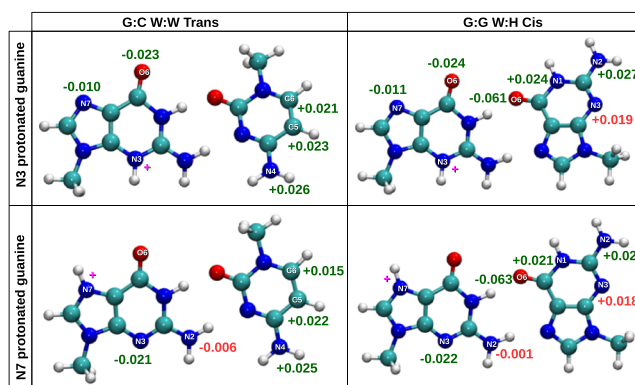 G:C W:W Trans
G:G W:H Cis
N3 protonated guanine
-0.023
O6
-0.010
N7
N3
+
C6
+0.021
C5
+0.023
N4
+0.026
-0.024
O6
-0.011
N7
N3
+
N2
+0.027
+0.024
N1
-0.061
O6
N3
+0.019
N7 protonated guanine
+
N7
O6
N3
-0.021
N2
-0.006
C6
+0.015
C5
+0.022
N4
+0.025
+
N7
N3
-0.022
N2
-0.001
N2
+0.02
+0.021
N1
-0.063
O6
N3
+0.018